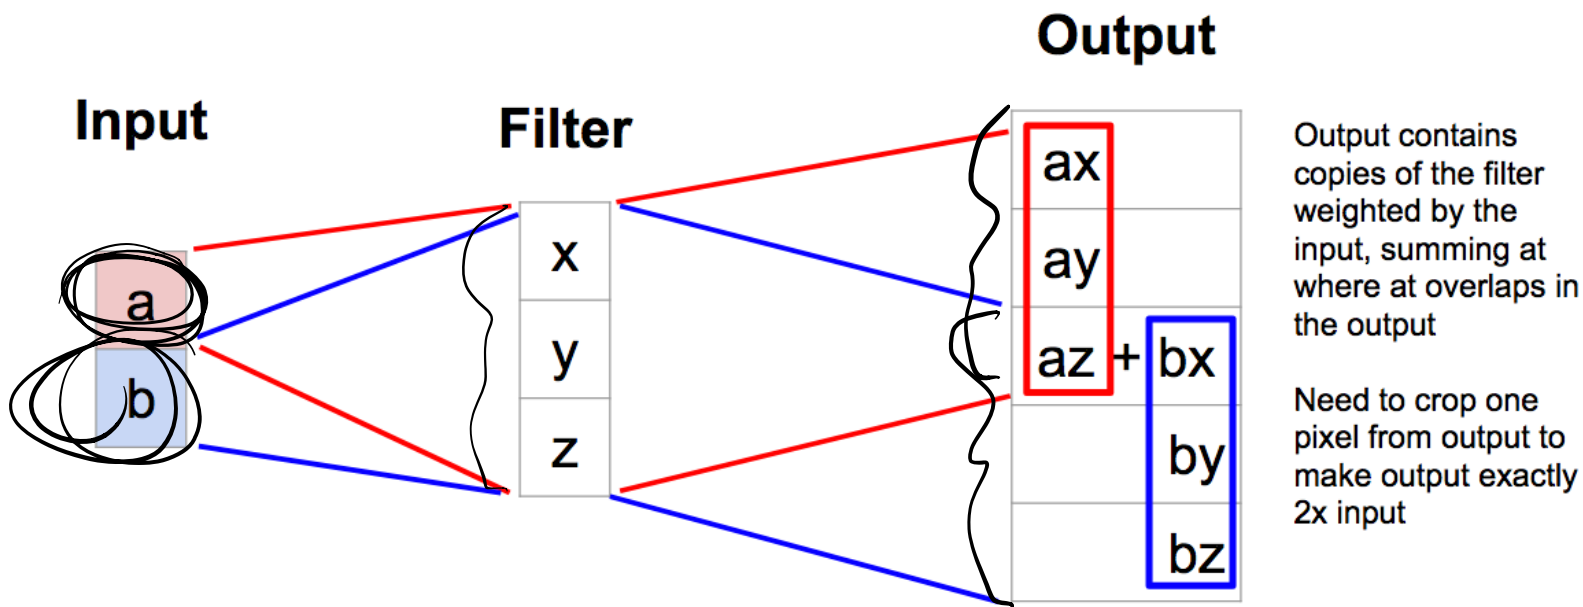 Input
a
b
Filter
x
y
z
Output
ax
ay
az + bx
by
bz
Output contains
copies of the filter
weighted by the
input, summing at
where at overlaps in
the output
Need to crop one
pixel from output to
make output exactly
2x input